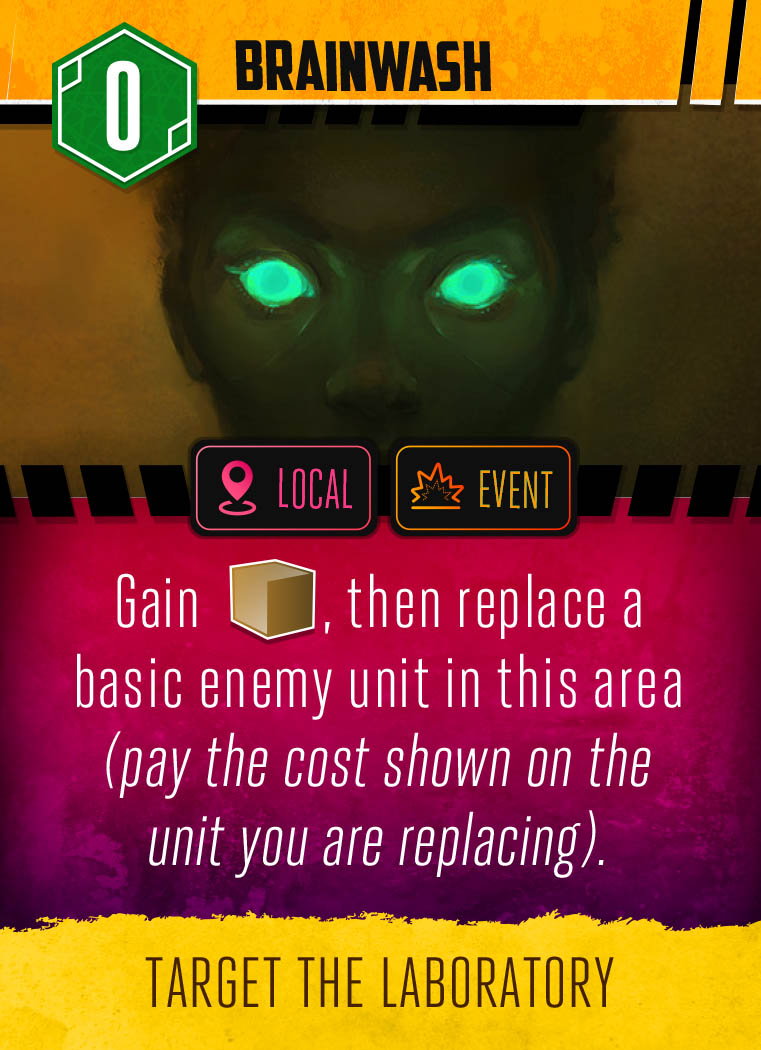 0
BRAINWASH
LOCAL
EVENT
Gain , then replace a
basic enemy unit in this area
(pay the cost shown on the
unit you are replacing).
TARGET THE LABORATORY